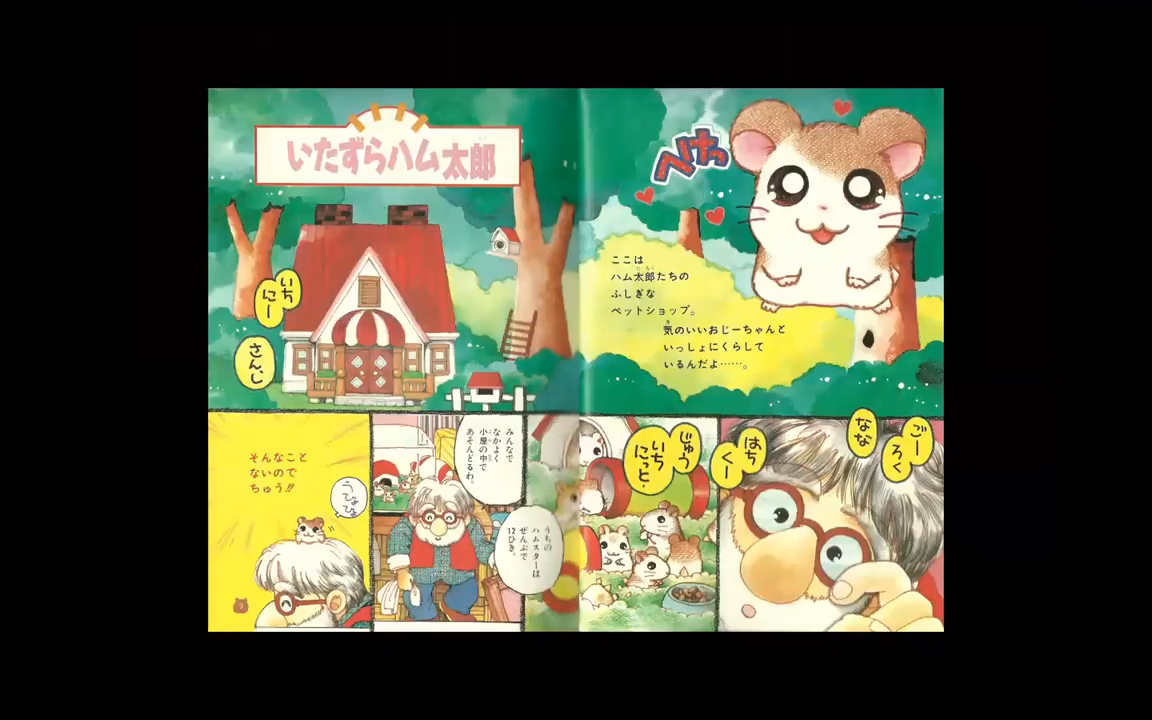 いたずらハム太郎
へけっ
ここは
ハム太郎たちの
ふしぎな
ペットショップ。
気のいいおじーちゃんと
いっしょにくらして
いるんだよ……。
いち
にー
さん、し
ごー
ろく
なな
はち
くー
じゅう
いち
にっと。
うちの
ハムスターは
ぜんぶで
12ひき。
みんなで
なかよく
小屋の中で
あそんどるわ。
そんなこと
ないので
ちゅう!!
うひょ
ひょ